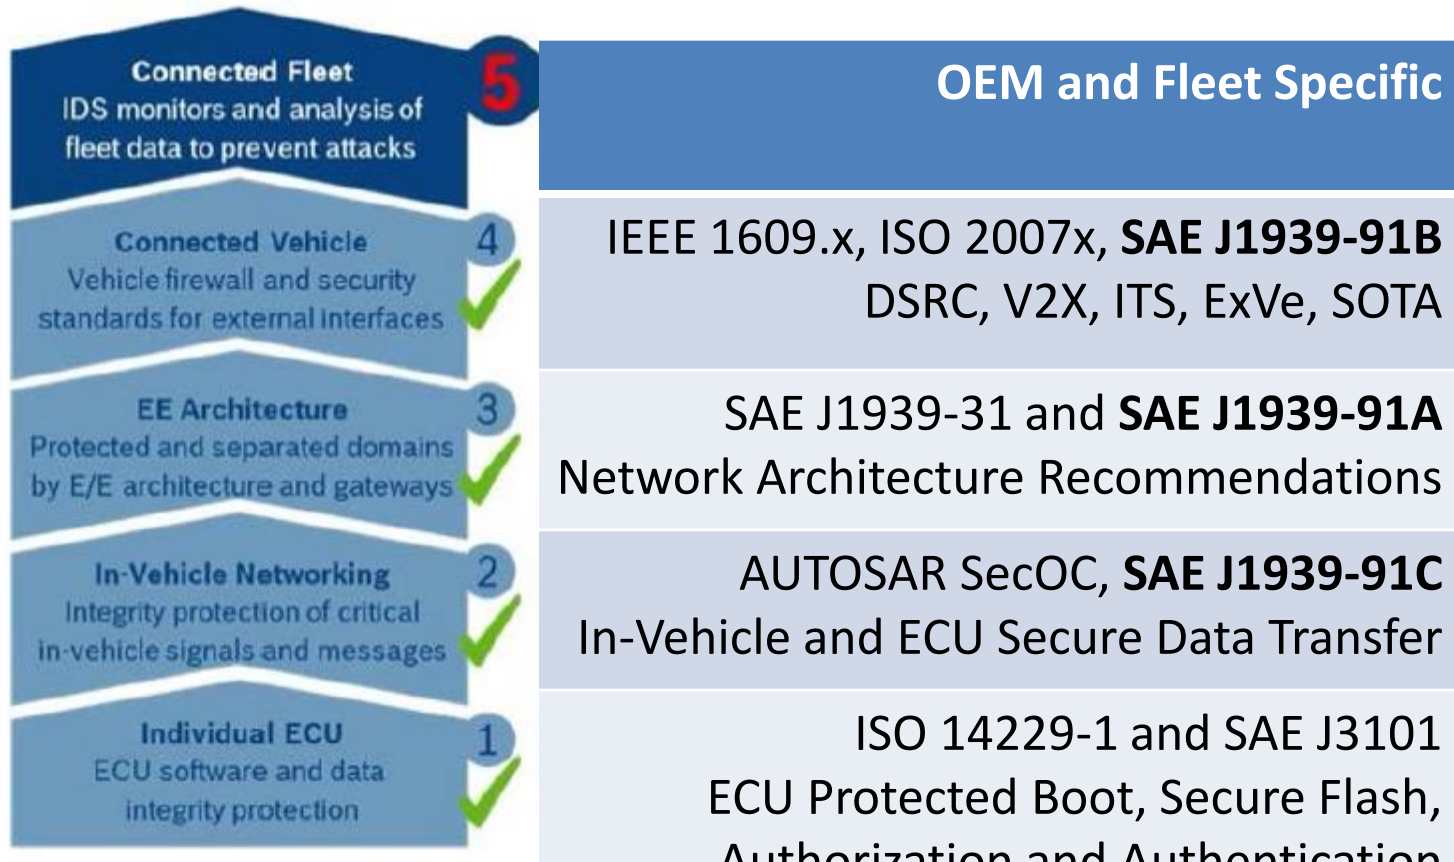 Connected Fleet
IDS monitors and analysis of
fleet data to prevent attacks
5
OEM and Fleet Specific
Connected Vehicle
Vehicle firewall and security
standards for external interfaces
4
IEEE 1609.x, ISO 2007x, SAE J1939-91B
DSRC, V2X, ITS, ExVe, SOTA
EE Architecture
Protected and separated domains
by E/E architecture and gateways
3
SAE J1939-31 and SAE J1939-91A
Network Architecture Recommendations
In-Vehicle Networking
Integrity protection of critical
in-vehicle signals and messages
2
AUTOSAR SecOC, SAE J1939-91C
In-Vehicle and ECU Secure Data Transfer
Individual ECU
ECU software and data
integrity protection
1
ISO 14229-1 and SAE J3101
ECU Protected Boot, Secure Flash,
Authorization and Authentication